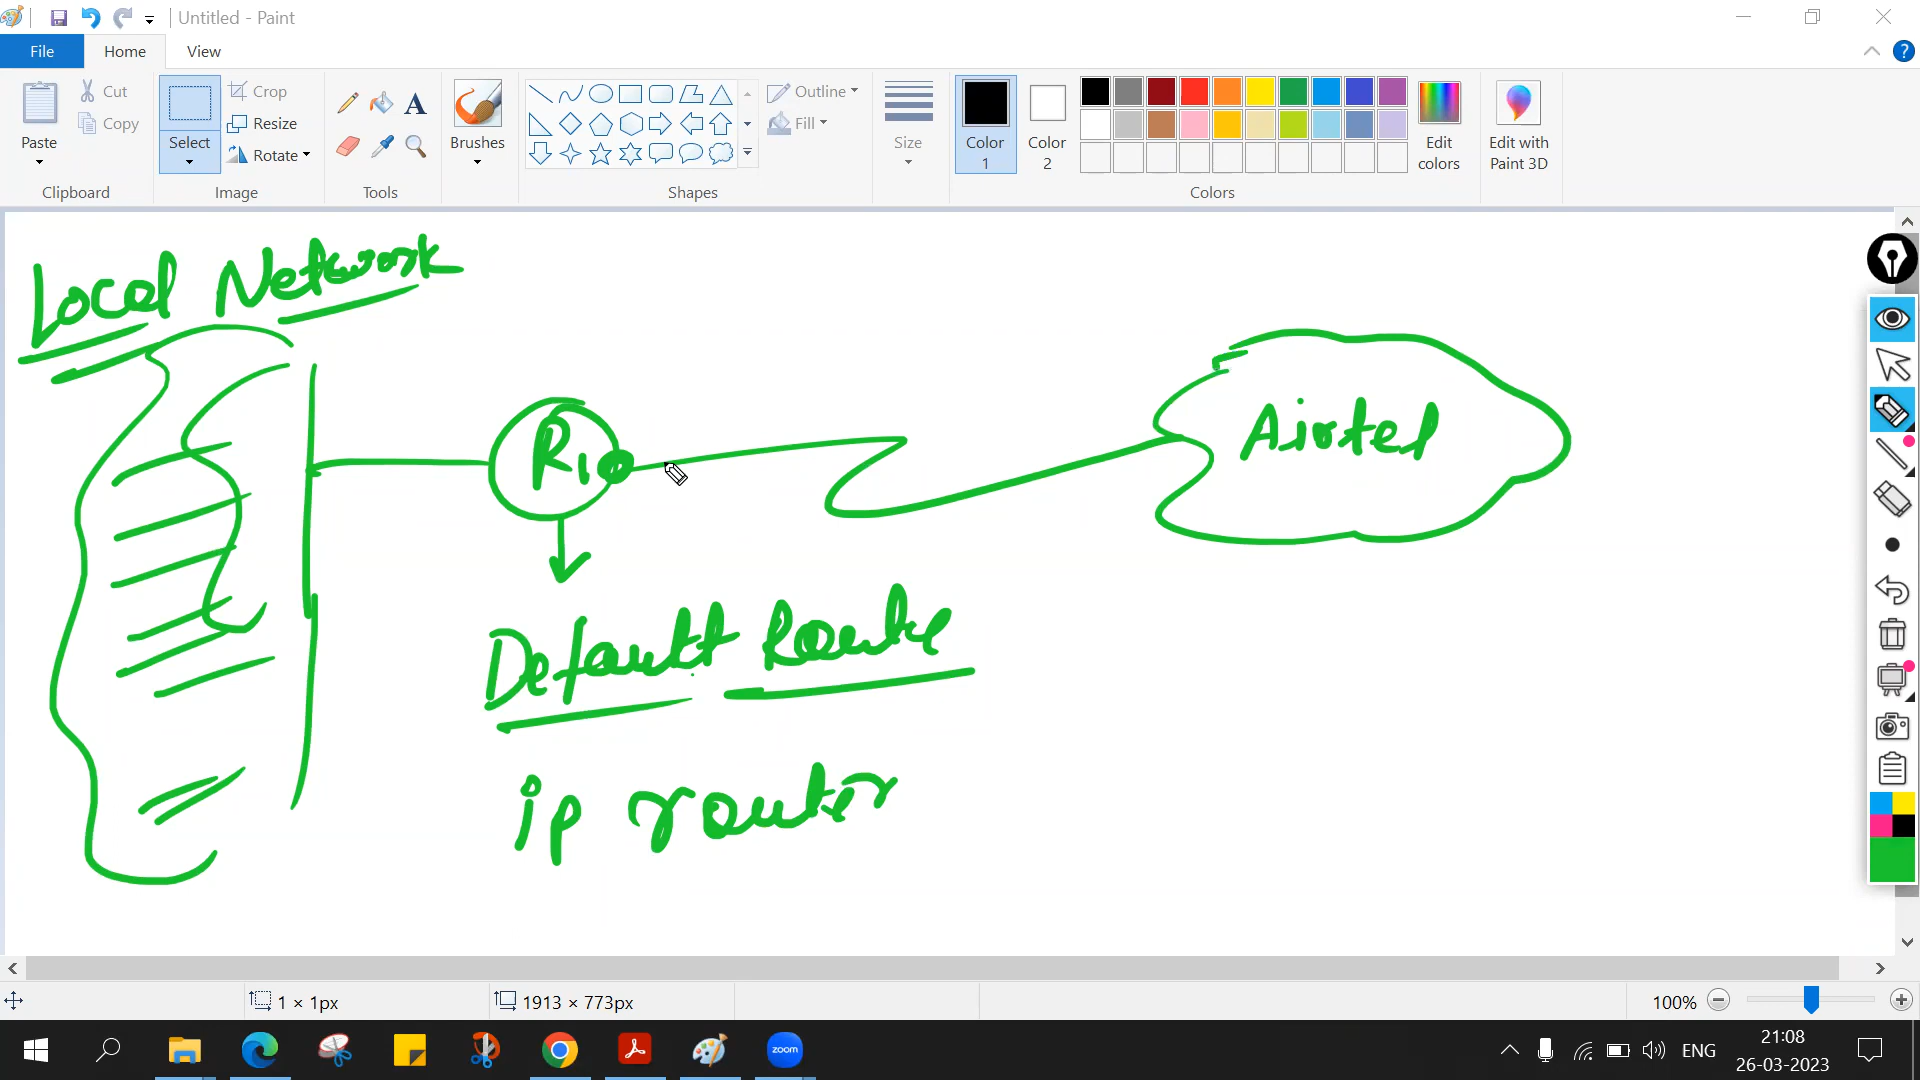 Untitled - Paint
File Home View
Paste Cut Copy Clipboard
Select Crop Resize Rotate Image
Tools
Brushes
Outline Fill Shapes
Size
Color 1 Color 2
Edit colors
Colors
Edit with Paint 3D
Local Network
R1
Airtel
Default Route
ip router
1 × 1px
1913 × 773px
100%
zoom
ENG
21:08
26-03-2023